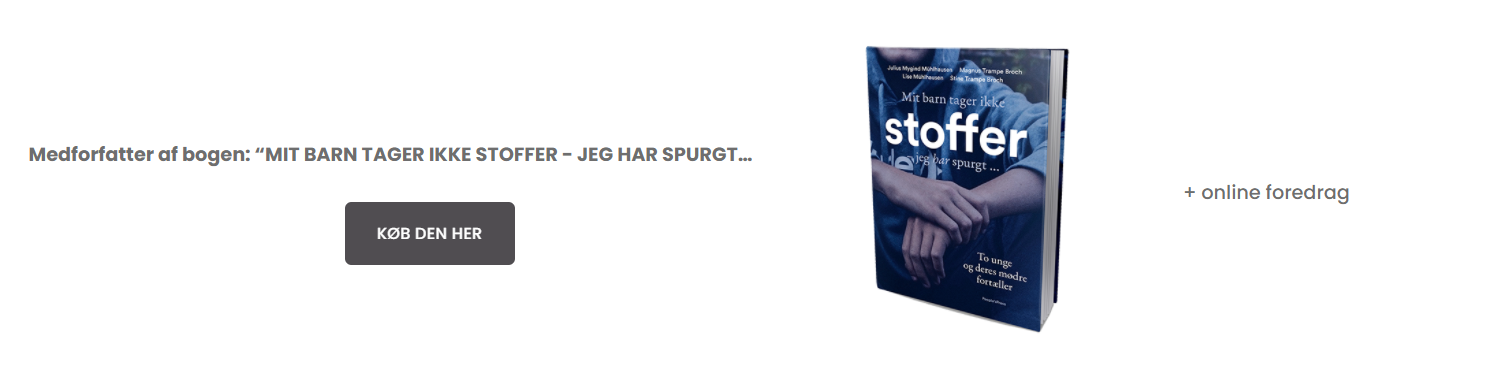 Medforfatter af bogen: “MIT BARN TAGER IKKE STOFFER - JEG HAR SPURGT...
KØB DEN HER
Julius Mygind Mühlhausen Magnus Trampe Broch
Lise Mühlhausen Stine Trampe Broch
Mit barn tager ikke
stoffer
jeg har spurgt ...
To unge
og deres mødre
fortæller
+ online foredrag